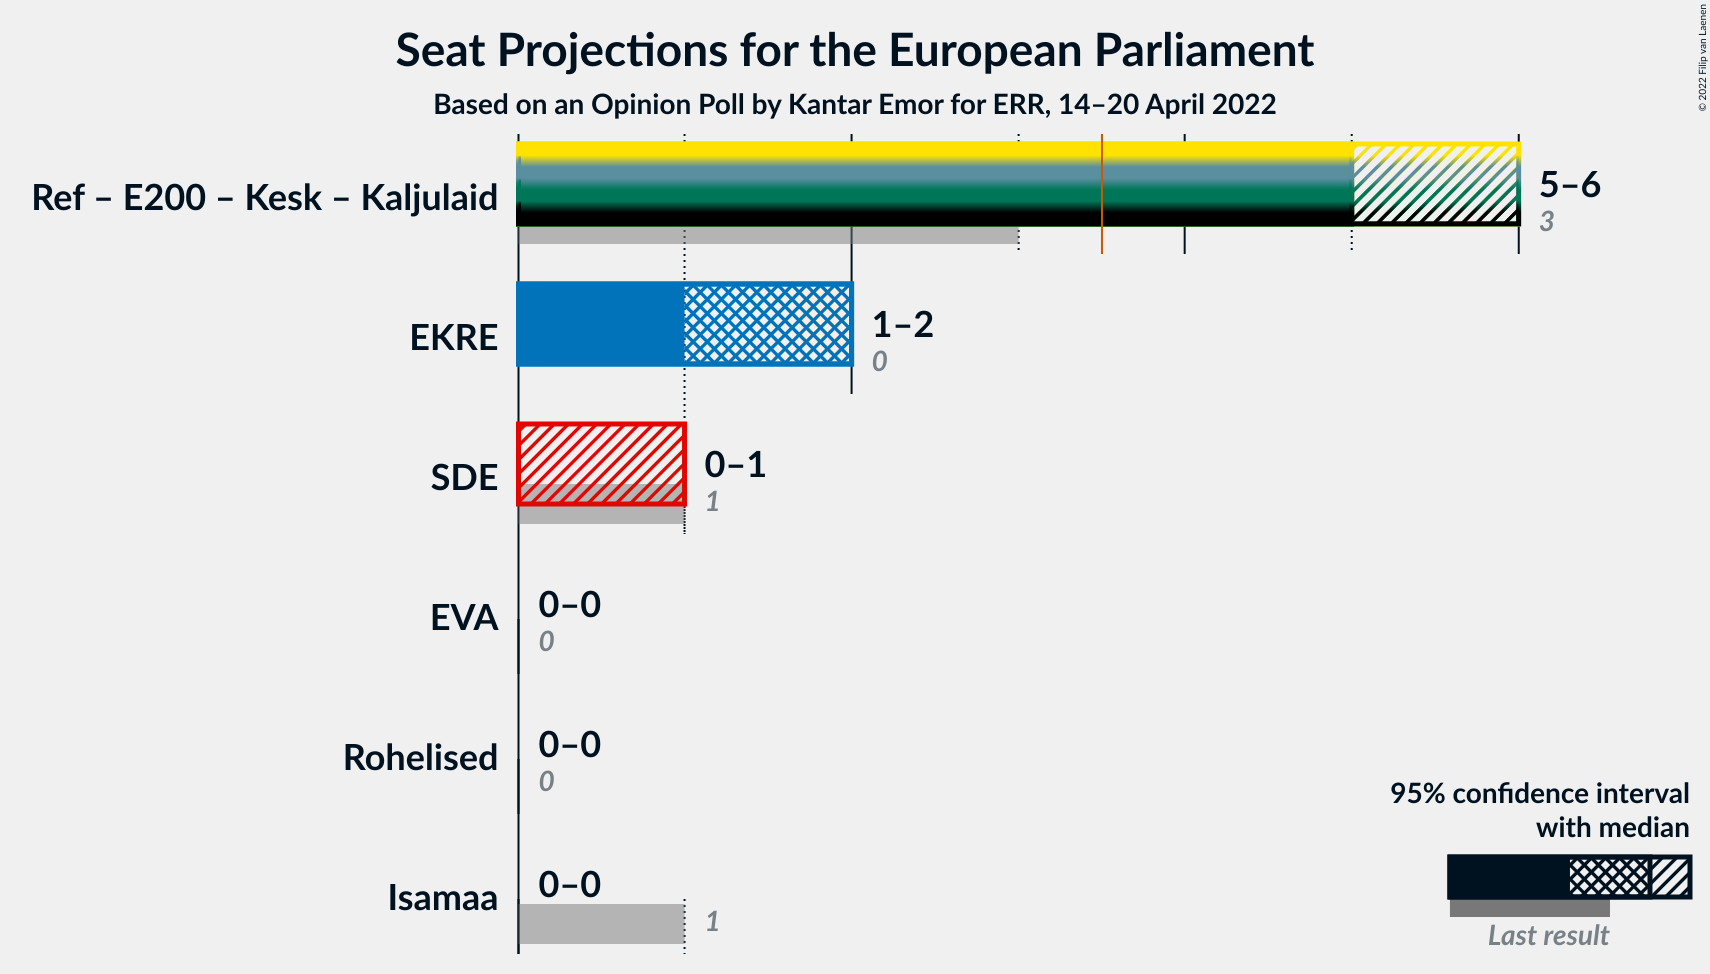 Seat Projections for the European Parliament
Based on an Opinion Poll by Kantar Emor for ERR, 14–20 April 2022
© 2022 Filip van Laenen
Ref – E200 – Kesk – Kaljulaid
5–6
3
EKRE
1–2
0
SDE
0–1
1
EVA
0–0
0
Rohelised
0–0
0
Isamaa
0–0
1
95% confidence interval
with median
Last result